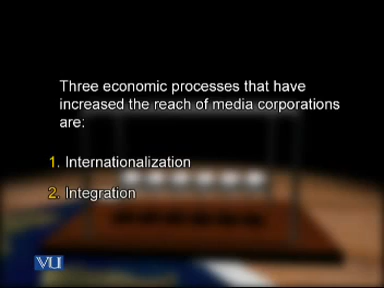 Three economic processes that have
increased the reach of media corporations
are:
1. Internationalization
2. Integration
VU